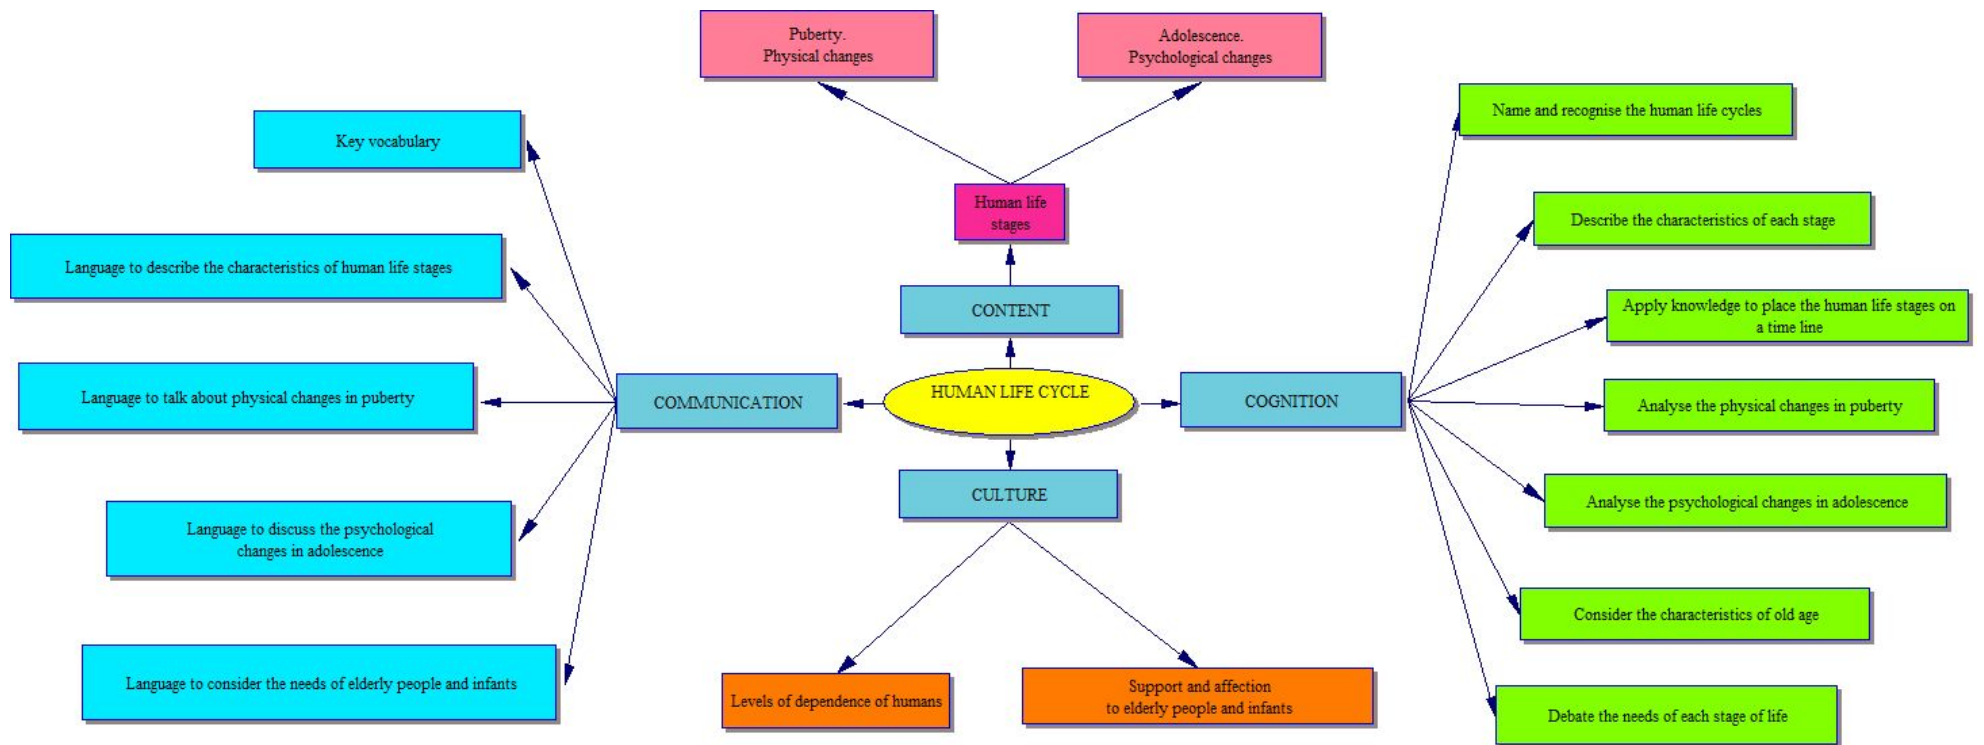 Puberty.
Physical changes
Adolescence.
Psychological changes
Human life
stages
CONTENT
HUMAN LIFE CYCLE
COMMUNICATION
COGNITION
CULTURE
Key vocabulary
Language to describe the characteristics of human life stages
Language to talk about physical changes in puberty
Language to discuss the psychological
changes in adolescence
Language to consider the needs of elderly people and infants
Levels of dependence of humans
Support and affection
to elderly people and infants
Name and recognise the human life cycles
Describe the characteristics of each stage
Apply knowledge to place the human life stages on
a time line
Analyse the physical changes in puberty
Analyse the psychological changes in adolescence
Consider the characteristics of old age
Debate the needs of each stage of life